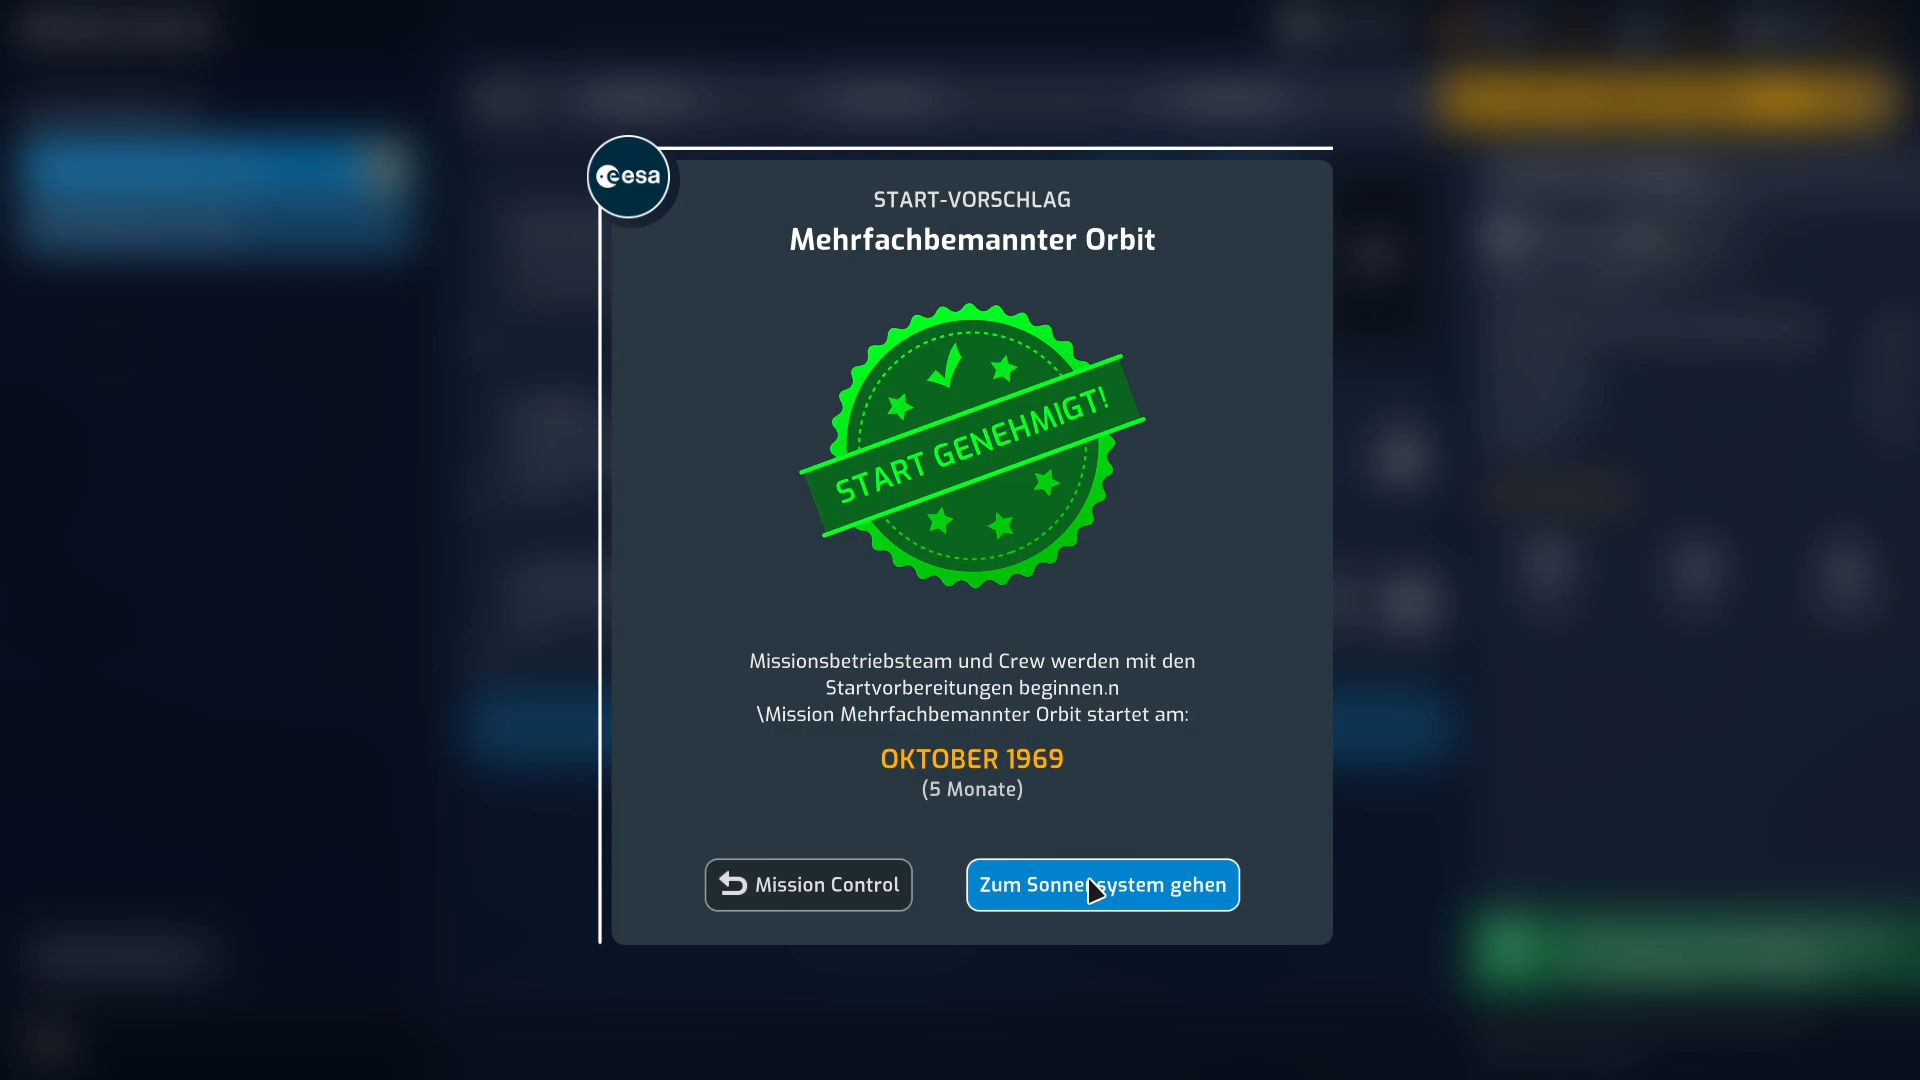 esa
START-VORSCHLAG
Mehrfachbemannter Orbit
START GENEHMIGT!
Missionsbetriebsteam und Crew werden mit den
Startvorbereitungen beginnen.n
\Mission Mehrfachbemannter Orbit startet am:
OKTOBER 1969
(5 Monate)
Mission Control
Zum Sonnensystem gehen